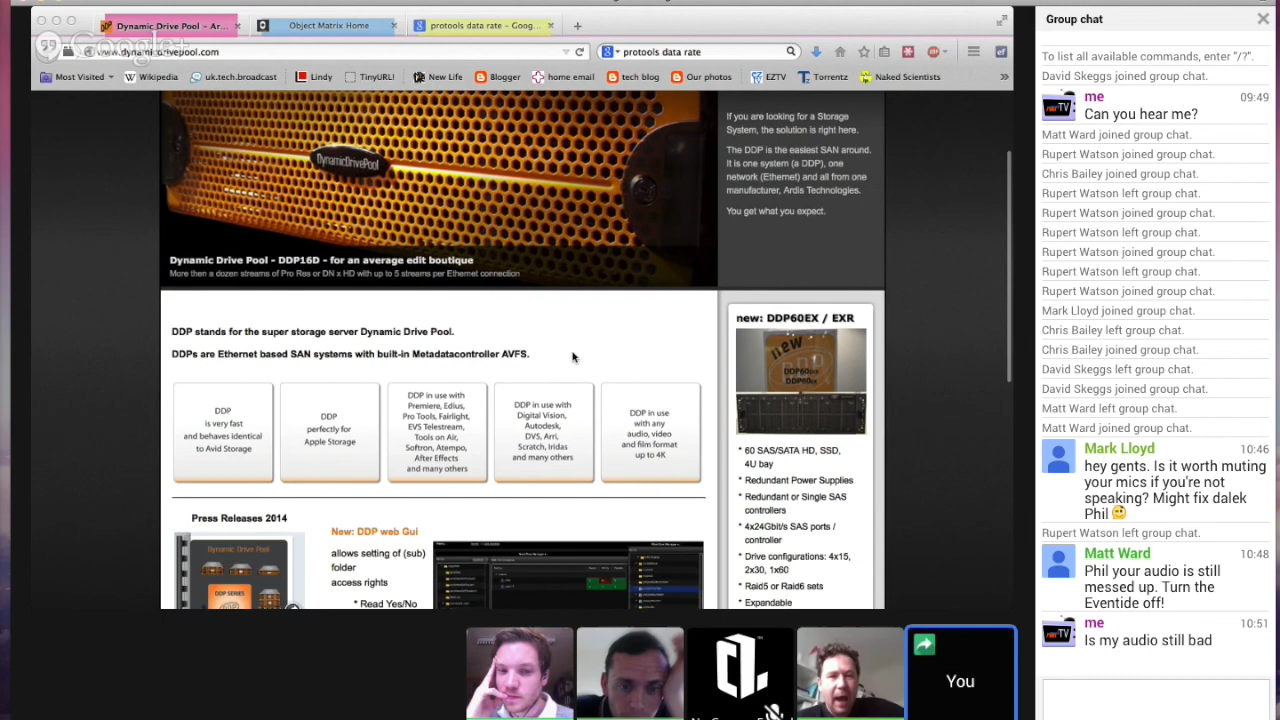 Dynamic Drive Pool – Ar...
Object Matrix Home
protools data rate - Goog...
Google+
www.dynamicdrivepool.com
protools data rate
Most Visited
Wikipedia
uk.tech.broadcast
Lindy
TinyURL!
New Life
Blogger
home email
tech blog
Our photos
EZTV
Torrentz
Naked Scientists
DynamicDrivePool
Dynamic Drive Pool - DDP16D - for an average edit boutique
More then a dozen streams of Pro Res or DN x HD with up to 5 streams per Ethernet connection
If you are looking for a Storage
System, the solution is right here.
The DDP is the easiest SAN around.
It is one system (a DDP), one
network (Ethernet) and all from one
manufacturer, Ardis Technologies.
You get what you expect.
DDP stands for the super storage server Dynamic Drive Pool.
DDPs are Ethernet based SAN systems with built-in Metadatacontroller AVFS.
DDP
is very fast
and behaves identical
to Avid Storage
DDP
perfectly for
Apple Storage
DDP in use with
Premiere, Edius,
Pro Tools, Fairlight,
EVS Telestream,
Tools on Air,
Softron, Atempo,
After Effects
and many others
DDP in use with
Digital Vision,
Autodesk,
DVS, Arri,
Scratch, Iridas
and many others
DDP in use
with any
audio, video
and film format
up to 4K
Press Releases 2014
Dynamic Drive Pool
DDP SERIES
New: DDP web Gui
allows setting of (sub)
folder
access rights
* Read Yes/No
new: DDP60EX / EXR
new
* 60 SAS/SATA HD, SSD,
4U bay
* Redundant Power Supplies
* Redundant or Single SAS
controllers
* 4x24Gbit/s SAS ports /
controller
* Drive configurations: 4x15,
2x30, 1x60
* Raid5 or Raid6 sets
* Expandable
You
Group chat
To list all available commands, enter "/?".
David Skeggs joined group chat.
me 09:49
Can you hear me?
Matt Ward joined group chat.
Rupert Watson joined group chat.
Chris Bailey joined group chat.
Rupert Watson left group chat.
Rupert Watson joined group chat.
Rupert Watson left group chat.
Rupert Watson joined group chat.
Rupert Watson left group chat.
Rupert Watson joined group chat.
Mark Lloyd joined group chat.
Chris Bailey left group chat.
Chris Bailey joined group chat.
David Skeggs left group chat.
David Skeggs joined group chat.
Matt Ward left group chat.
Matt Ward joined group chat.
Mark Lloyd 10:46
hey gents. Is it worth muting
your mics if you're not
speaking? Might fix dalek
Phil
Rupert Watson left group chat.
Matt Ward 10:48
Phil your audio is still
messed up! Turn the
Eventide off!
me 10:51
Is my audio still bad